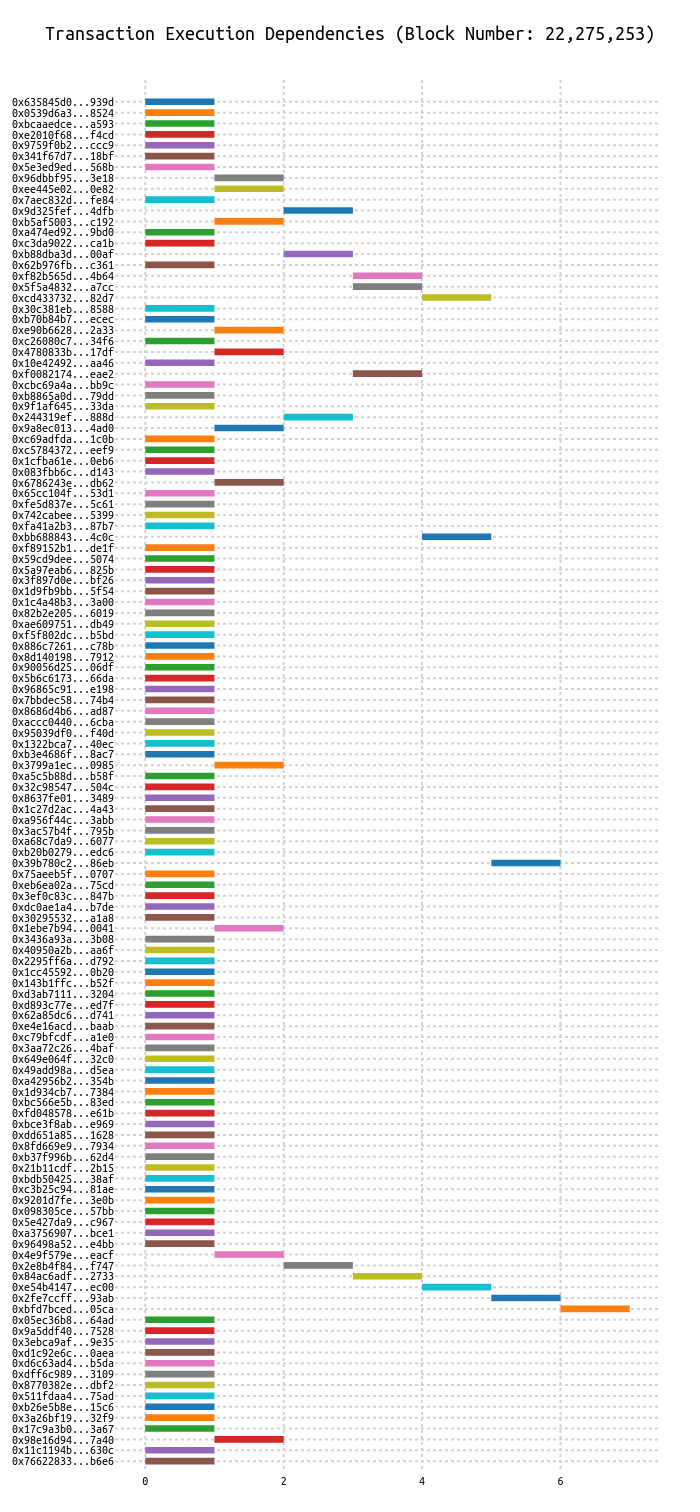 Transaction Execution Dependencies (Block Number: 22,275,253)
0x635845d0...939d
0x0539d6a3...8524
0xbcaaedce...a593
0xe2010f68...f4cd
0x9759f0b2...ccc9
0x341f67d7...18bf
0x5e3ed9ed...568b
0x96dbbf95...3e18
0xee445e02...0e82
0x7aec832d...fe84
0x9d325fef...4dfb
0xb5af5003...c192
0xa474ed92...9bd0
0xc3da9022...ca1b
0xb88dba3d...00af
0x62b976fb...c361
0xf82b565d...4b64
0x5f5a4832...a7cc
0xcd433732...82d7
0x30c381eb...8588
0xb70b84b7...ecec
0xe90b6628...2a33
0xc26080c7...34f6
0x4780833b...17df
0x10e42492...aa46
0xf0082174...eae2
0xcbc69a4a...bb9c
0xb8865a0d...79dd
0x9f1af645...33da
0x244319ef...888d
0x9a8ec013...4ad0
0xc69adfda...1c0b
0xc5784372...eef9
0x1cfba61e...0eb6
0x083fbb6c...d143
0x6786243e...db62
0x65cc104f...53d1
0xfe5d837e...5c61
0x742cabee...5399
0xfa41a2b3...87b7
0xbb688843...4c0c
0xf89152b1...de1f
0x59cd9dee...5074
0x5a97eab6...825b
0x3f897d0e...bf26
0x1d9fb9bb...5f54
0x1c4a48b3...3a00
0x82b2e205...6019
0xae609751...db49
0xf5f802dc...b5bd
0x886c7261...c78b
0x8d140198...7912
0x90056d25...06df
0x5b6c6173...66da
0x96865c91...e198
0x7bbdec58...74b4
0x8686d4b6...ad87
0xaccc0440...6cba
0x95039df0...f40d
0x1322bca7...40ec
0xb3e4686f...8ac7
0x3799a1ec...0985
0xa5c5b88d...b58f
0x32c98547...504c
0x8637fe01...3489
0x1c27d2ac...4a43
0xa956f44c...3abb
0x3ac57b4f...795b
0xa68c7da9...6077
0xb20b0279...edc6
0x39b780c2...86eb
0x75aeeb5f...0707
0xeb6ea02a...75cd
0x3ef0c83c...847b
0xdc0ae1a4...b7de
0x30295532...a1a8
0x1ebe7b94...0041
0x3436a93a...3b08
0x40950a2b...aa6f
0x2295ff6a...d792
0x1cc45592...0b20
0x143b1ffc...b52f
0xd3ab7111...3204
0xd893c77e...ed7f
0x62a85dc6...d741
0xe4e16acd...baab
0xc79bfcdf...a1e0
0x3aa72c26...4baf
0x649e064f...32c0
0x49add98a...d5ea
0xa42956b2...354b
0x1d934cb7...7384
0xbc566e5b...83ed
0xfd048578...e61b
0xbce3f8ab...e969
0xdd651a85...1628
0x8fd669e9...7934
0xb37f996b...62d4
0x21b11cdf...2b15
0xbdb50425...38af
0xc3b25c94...81ae
0x9201d7fe...3e0b
0x098305ce...57bb
0x5e427da9...c967
0xa3756907...bce1
0x96498a52...e4bb
0x4e9f579e...eacf
0x2e8b4f84...f747
0x84ac6adf...2733
0xe54b4147...ec00
0x2fe7ccff...93ab
0xbfd7bced...05ca
0x05ec36b8...64ad
0x9a5ddf40...7528
0x3ebca9af...9e35
0xd1c92e6c...0aea
0xd6c63ad4...b5da
0xdff6c989...3109
0x8770382e...dbf2
0x511fdaa4...75ad
0xb26e5b8e...15c6
0x3a26bf19...32f9
0x17c9a3b0...3a67
0x98e16d94...7a40
0x11c1194b...630c
0x76622833...b6e6
0 2 4 6